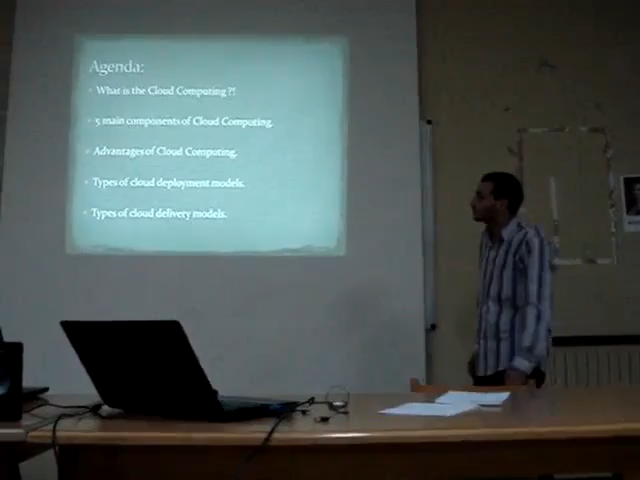 Agenda:
What is the Cloud Computing ?!
5 main components of Cloud Computing.
Advantages of Cloud Computing.
Types of cloud deployment models.
Types of cloud delivery models.